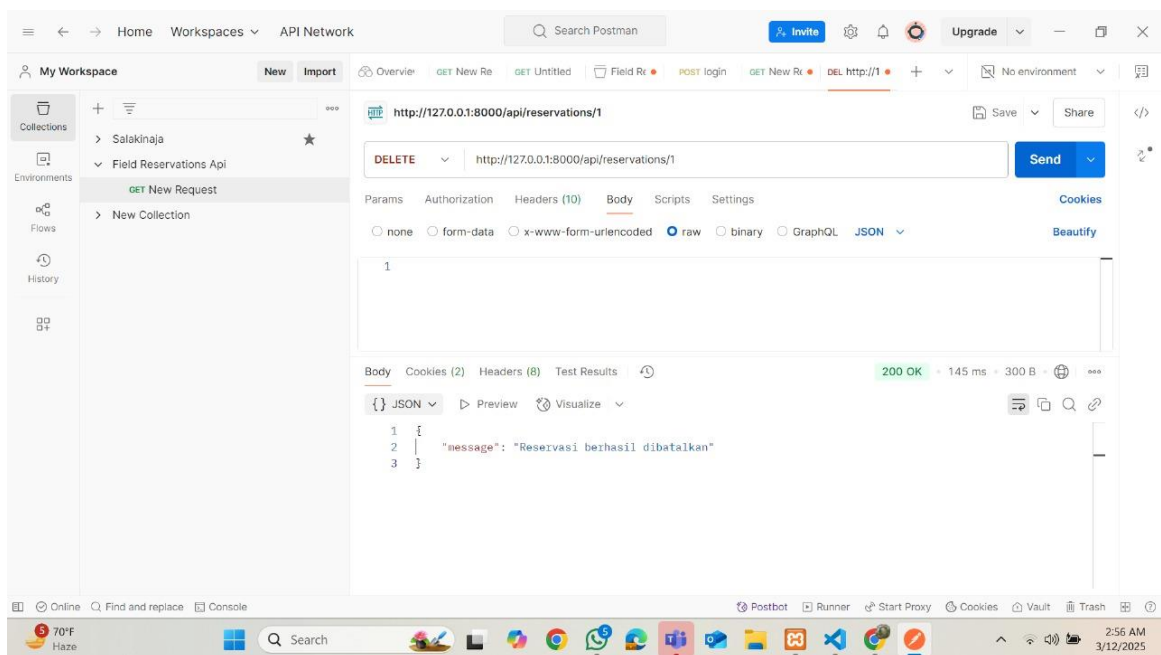 Home Workspaces API Network Search Postman Invite Upgrade
My Workspace New Import Overvie GET New Re GET Untitled Field Re POST login GET New Re DEL http://1 No environment
Collections
Environments
Flows
History
Salakinaja
Field Reservations Api
GET New Request
New Collection
HTTP http://127.0.0.1:8000/api/reservations/1 Save Share
DELETE http://127.0.0.1:8000/api/reservations/1 Send
Params Authorization Headers (10) Body Scripts Settings Cookies
none form-data x-www-form-urlencoded raw binary GraphQL JSON Beautify
1
Body Cookies (2) Headers (8) Test Results 200 OK 145 ms 300 B
{} JSON Preview Visualize
1 {
2 "message": "Reservasi berhasil dibatalkan"
3 }
Online Find and replace Console Postbot Runner Start Proxy Cookies Vault Trash
5 70°F
Haze
Search
2:56 AM
3/12/2025